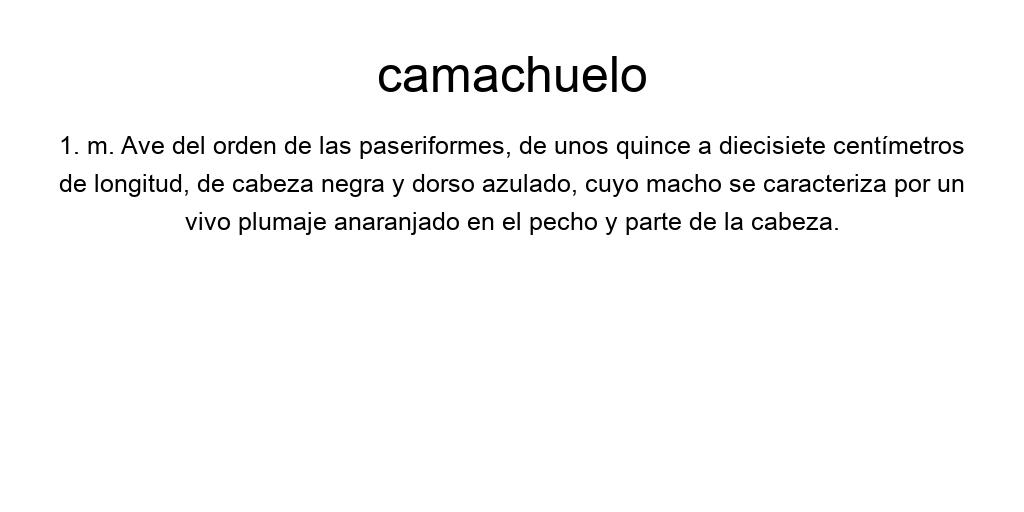 camachuelo
1. m. Ave del orden de las paseriformes, de unos quince a diecisiete centímetros
de longitud, de cabeza negra y dorso azulado, cuyo macho se caracteriza por un
vivo plumaje anaranjado en el pecho y parte de la cabeza.